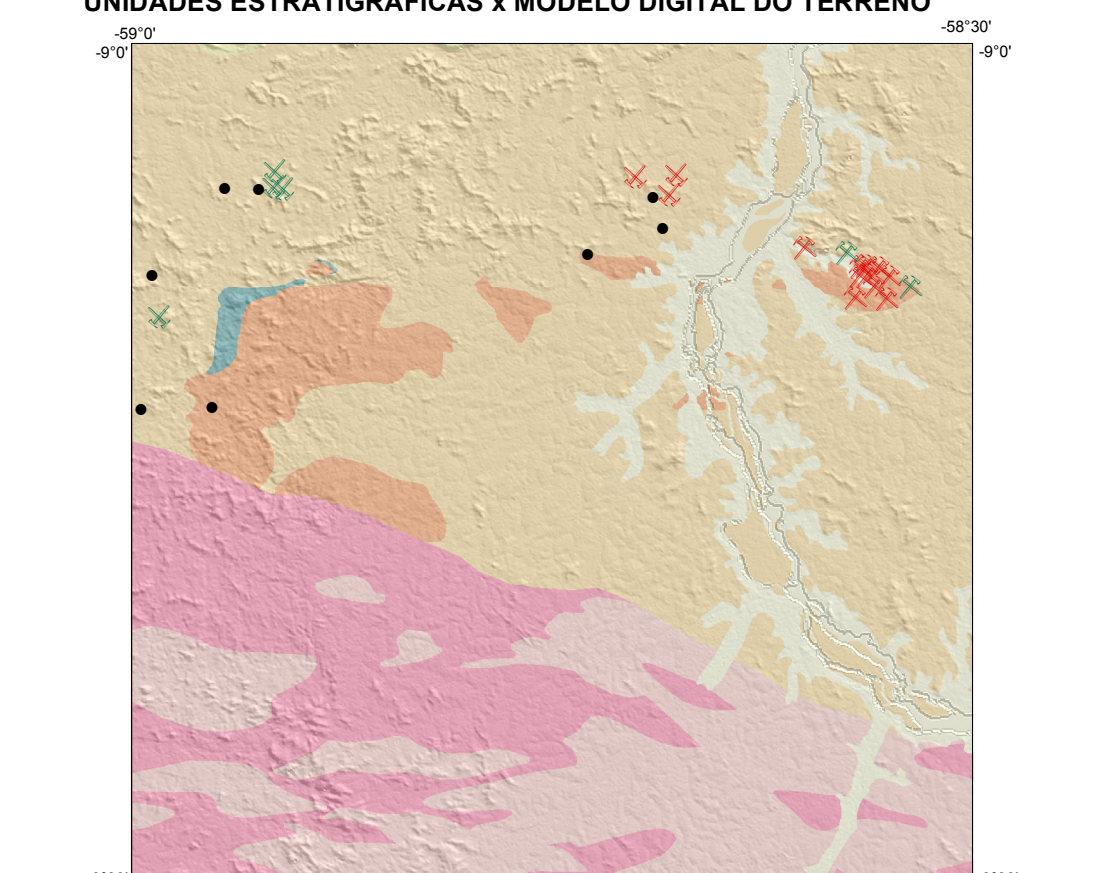 UNIDADES ESTRATIGRÁFICAS x MODELO DIGITAL DO TERRENO
-59°0'
-58°30'
-9°0'
-9°0'